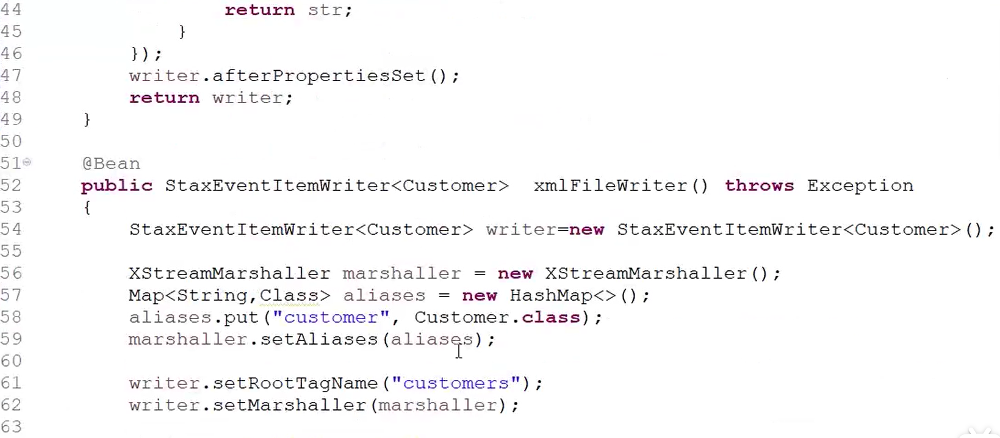 44                 return str;
45             }
46         });
47         writer.afterPropertiesSet();
48         return writer;
49     }
50
51     @Bean
52     public StaxEventItemWriter<Customer>  xmlFileWriter() throws Exception
53     {
54         StaxEventItemWriter<Customer> writer=new StaxEventItemWriter<Customer>();
55
56         XStreamMarshaller marshaller = new XStreamMarshaller();
57         Map<String,Class> aliases = new HashMap<>();
58         aliases.put("customer", Customer.class);
59         marshaller.setAliases(aliases);
60
61         writer.setRootTagName("customers");
62         writer.setMarshaller(marshaller);
63